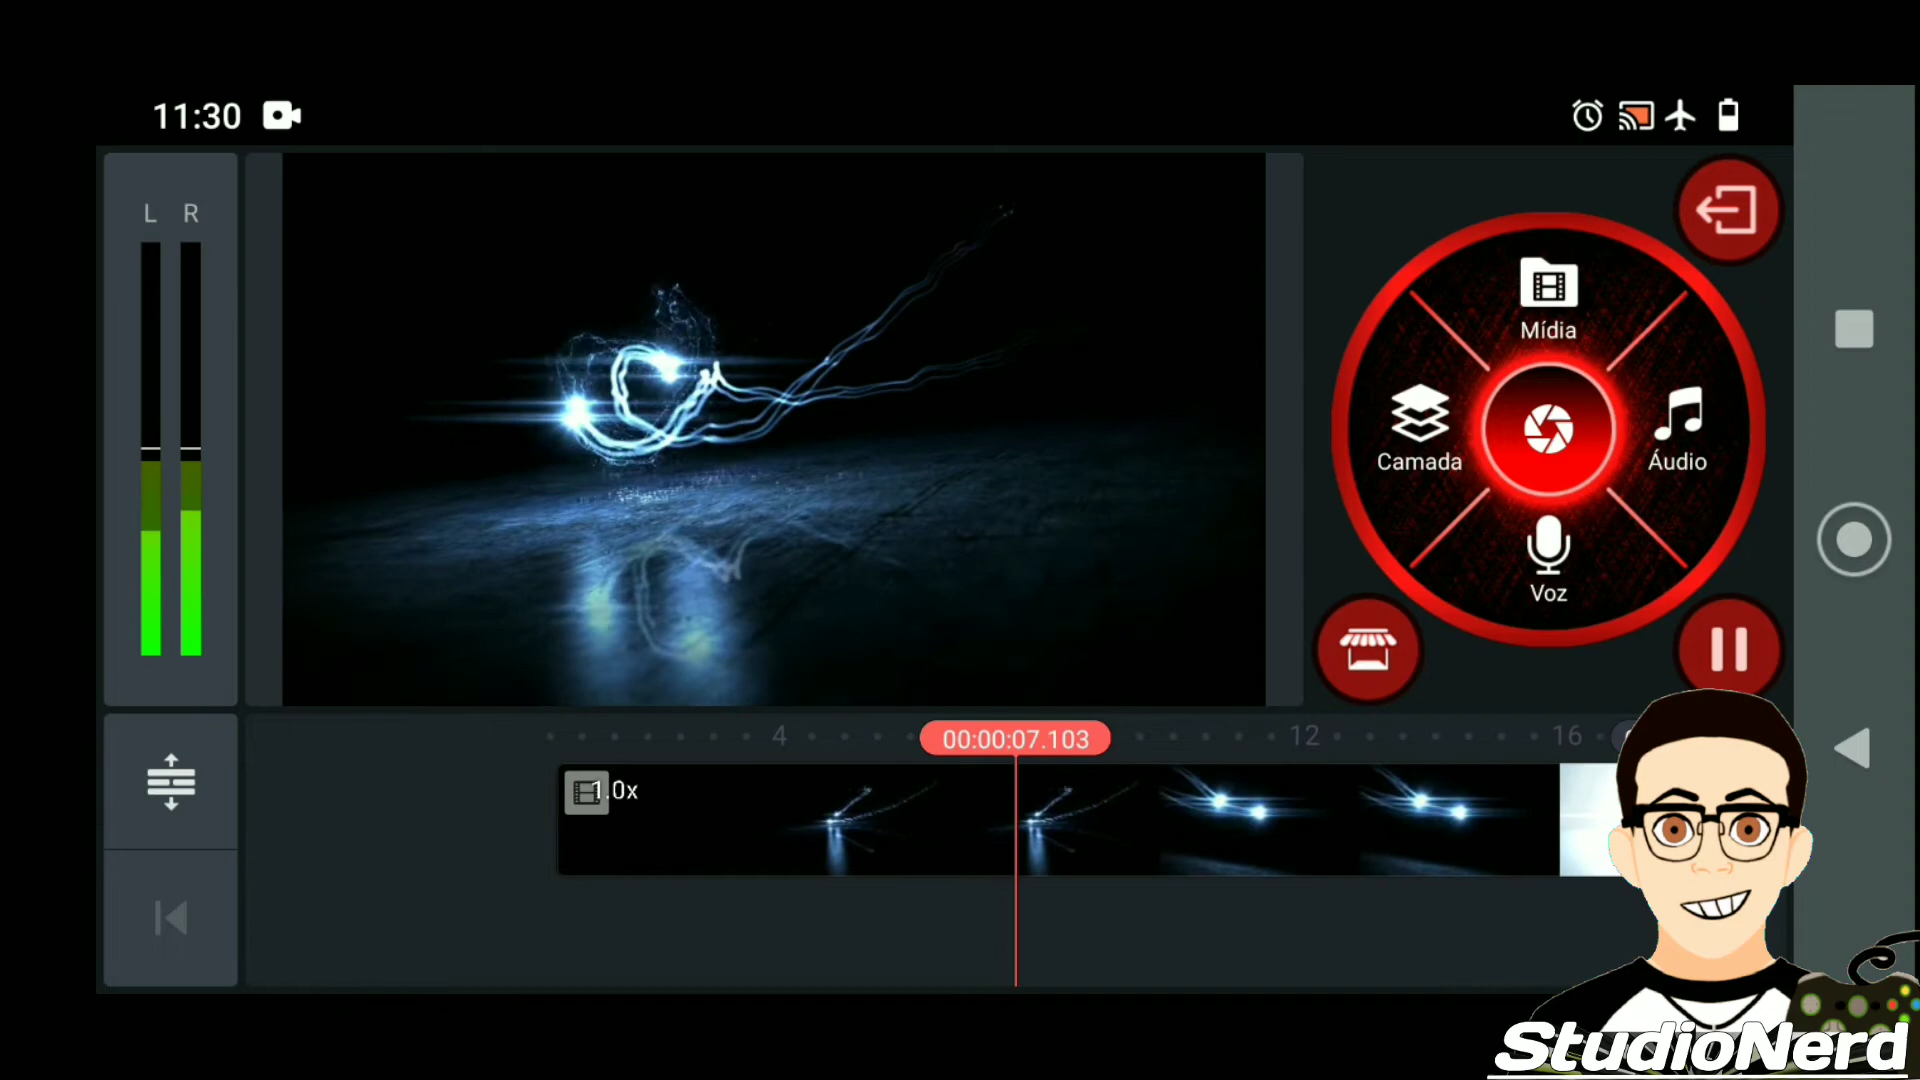 11:30
L R
Mídia
Camada
Áudio
Voz
4
00:00:07.103
12
16
1.0x
StudioNerd